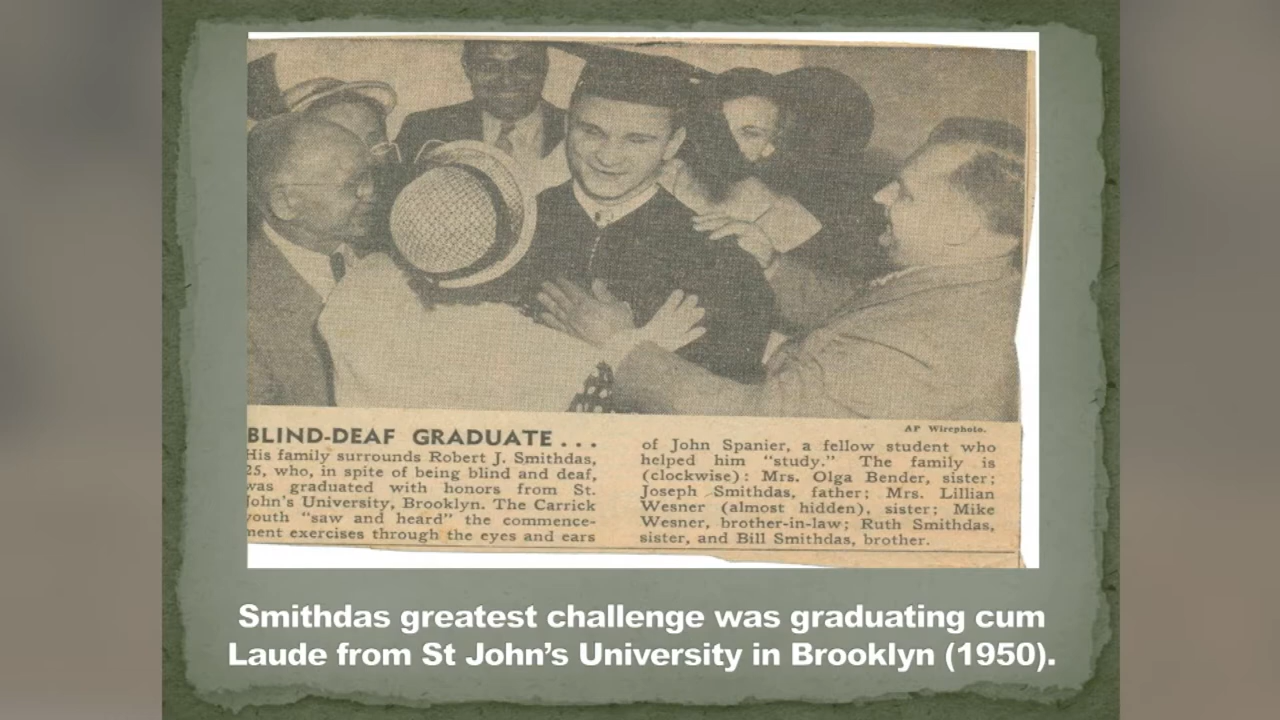 AP Wirephoto.
BLIND-DEAF GRADUATE...
His family surrounds Robert J. Smithdas,
25, who, in spite of being blind and deaf,
was graduated with honors from St.
John's University, Brooklyn. The Carrick
youth "saw and heard" the commence-
ment exercises through the eyes and ears
of John Spanier, a fellow student who
helped him "study." The family is
(clockwise): Mrs. Olga Bender, sister;
Joseph Smithdas, father; Mrs. Lillian
Wesner (almost hidden), sister; Mike
Wesner, brother-in-law; Ruth Smithdas,
sister, and Bill Smithdas, brother.
Smithdas greatest challenge was graduating cum
Laude from St John's University in Brooklyn (1950).